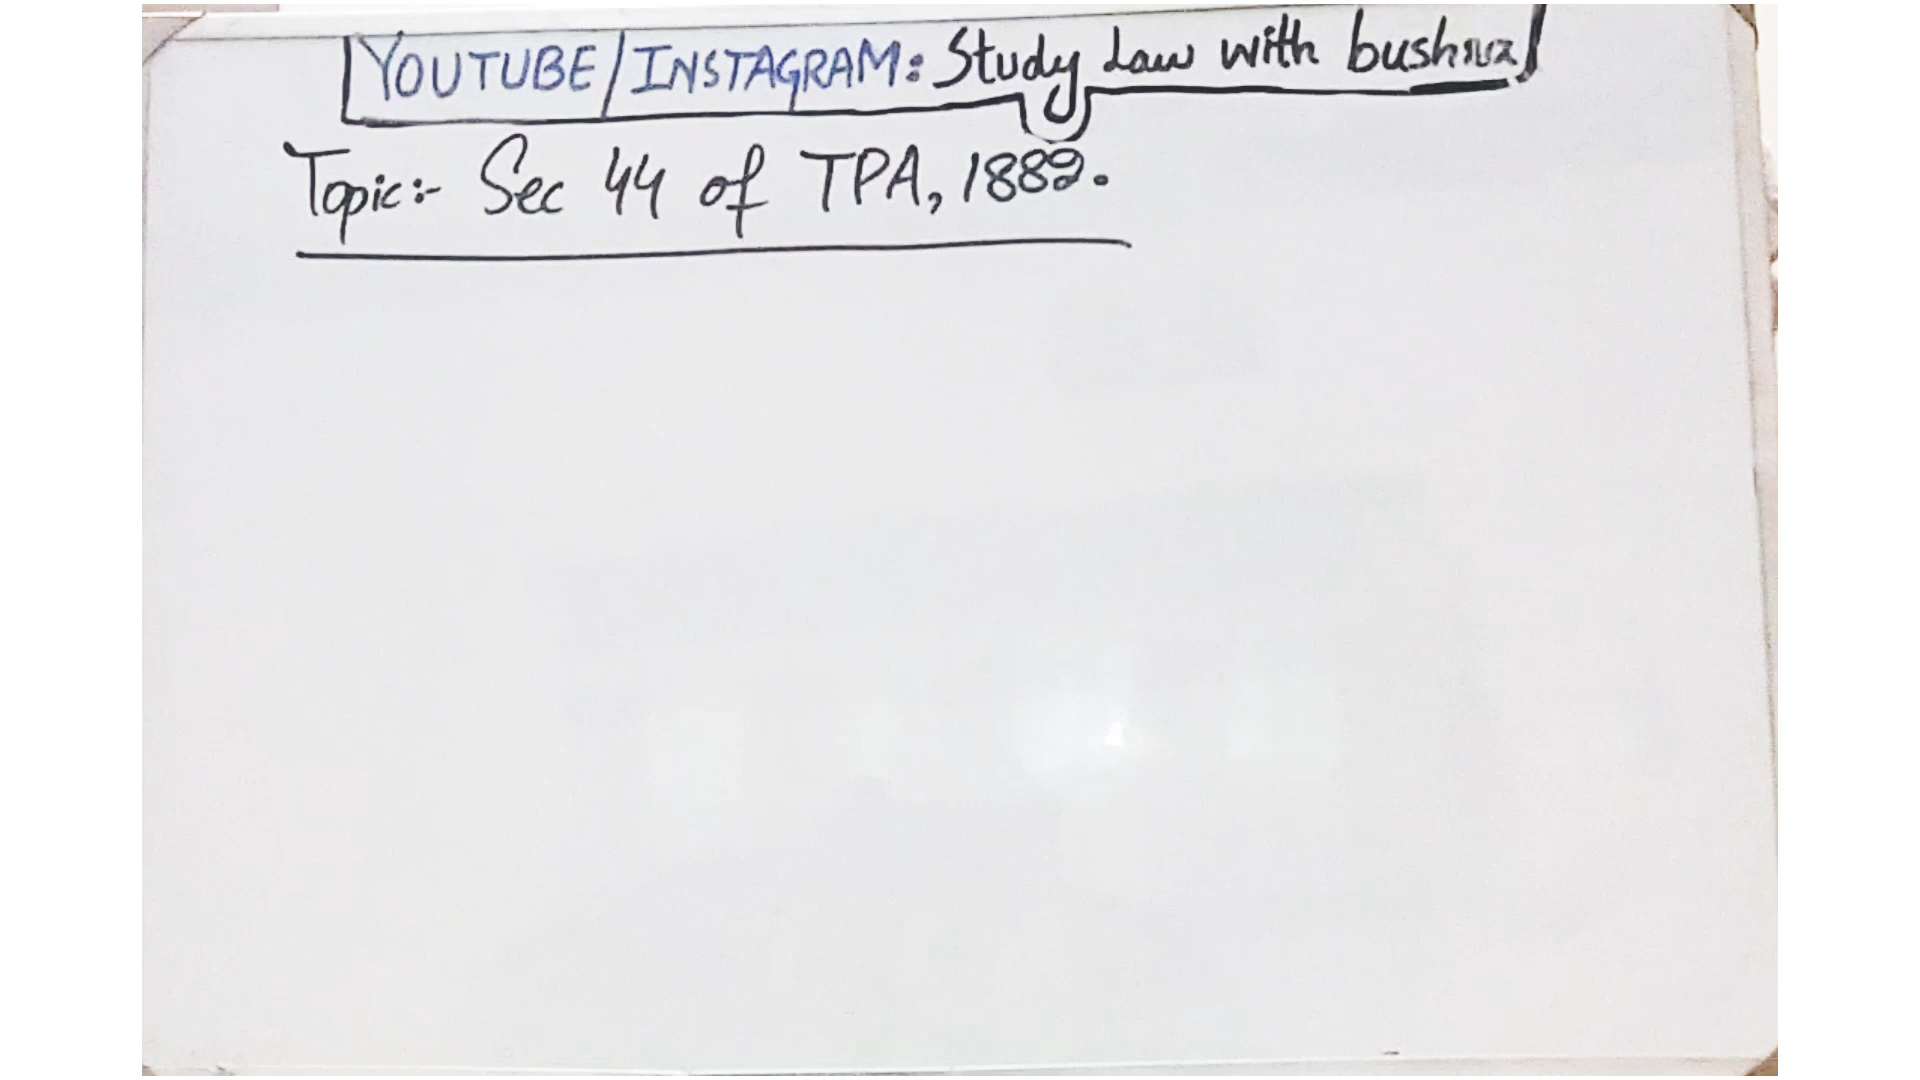 YOUTUBE/INSTAGRAM: Study Law with bushra
Topic:- Sec 44 of TPA, 1882.